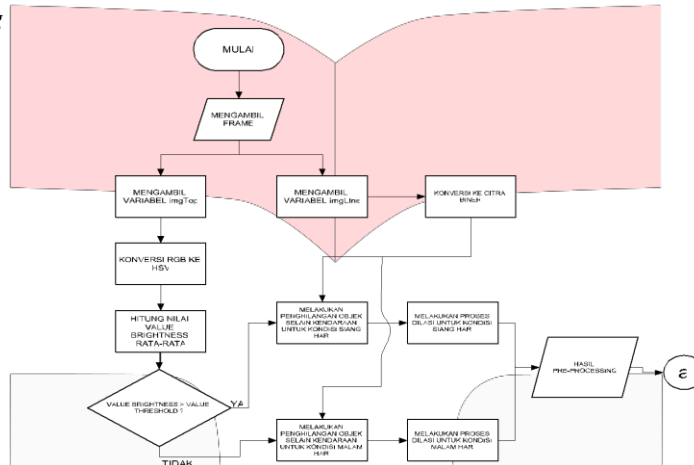 MULAI
MENGAMBIL
FRAME
MENGAMBIL
VARIABEL imgTop
MENGAMBIL
VARIABEL imgLine
KONVERSI KE CITRA
BINER
KONVERSI RGB KE
HSV
HITUNG NILAI
VALUE
BRIGHTNESS
RATA-RATA
MELAKUKAN
PENGHILANGAN OBJEK
SELAIN KENDARAAN
UNTUK KONDISI SIANG
HARI
MELAKUKAN PROSES
DILASI UNTUK KONDISI
SIANG HARI
HASIL
PRE-PROCESSING
ε
VALUE BRIGHTNESS > VALUE
THRESHOLD ?
YA
TIDAK
MELAKUKAN
PENGHILANGAN OBJEK
SELAIN KENDARAAN
UNTUK KONDISI MALAM
HARI
MELAKUKAN PROSES
DILASI UNTUK KONDISI
MALAM HARI